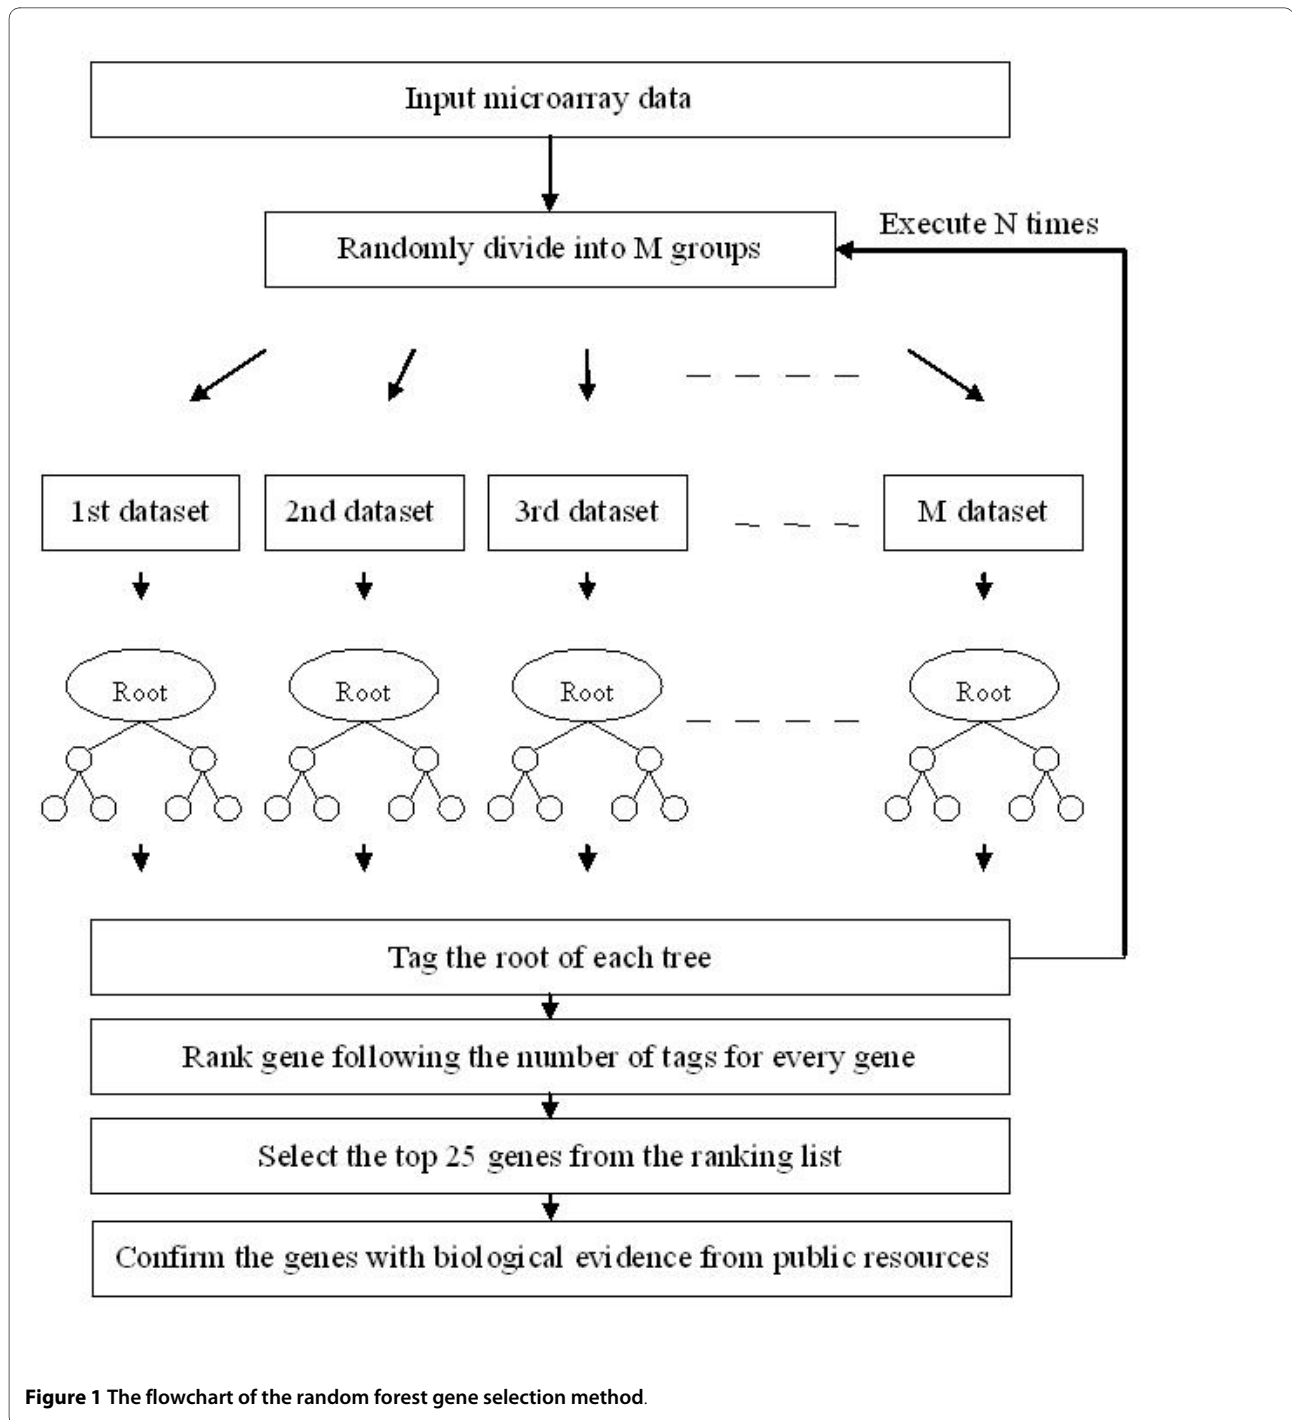 Input microarray data
Execute N times
Randomly divide into M groups
1st dataset
2nd dataset
3rd dataset
M dataset
Root
Root
Root
Root
Tag the root of each tree
Rank gene following the number of tags for every gene
Select the top 25 genes from the ranking list
Confirm the genes with biological evidence from public resources
Figure 1 The flowchart of the random forest gene selection method.